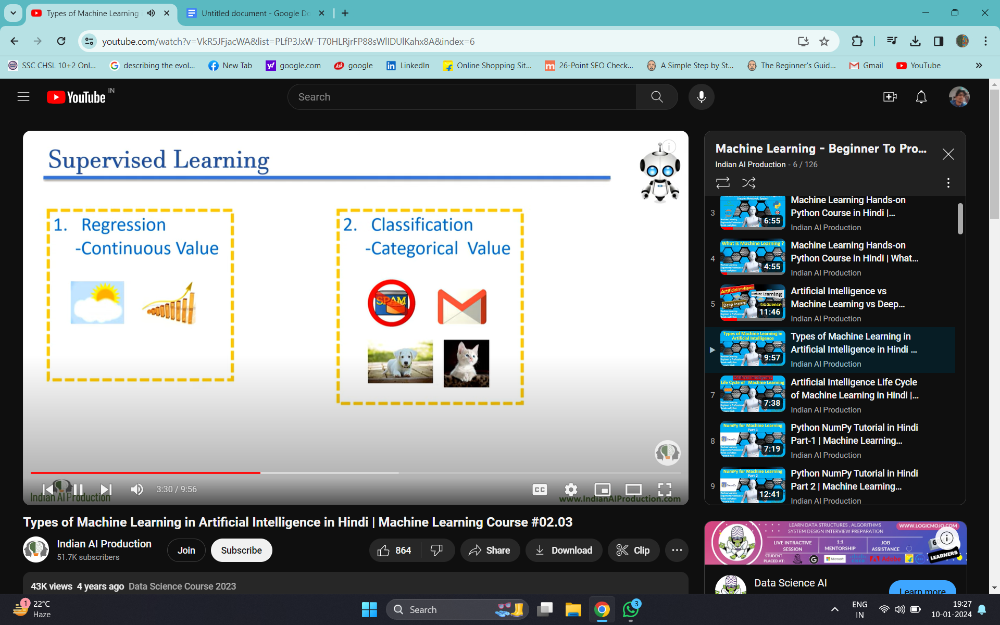 Types of Machine Learning
Untitled document - Google Do
youtube.com/watch?v=VkR5JFjacWA&list=PLfP3JxW-T70HLRjrFP88sWlIDUlKahx8A&index=6
SSC CHSL 10+2 Onl...
describing the evol...
New Tab
google.com
google
LinkedIn
Online Shopping Sit...
26-Point SEO Check...
A Simple Step by St...
The Beginner's Guid...
Gmail
YouTube
YouTube IN
Search
Supervised Learning
1. Regression
-Continuous Value
2. Classification
-Categorical Value
SPAM
3:30 / 9:56
CC
Indian AI Production
www.IndianAIProduction.com
Types of Machine Learning in Artificial Intelligence in Hindi | Machine Learning Course #02.03
Indian AI Production
51.7K subscribers
Join
Subscribe
864
Share
Download
Clip
43K views 4 years ago Data Science Course 2023
Machine Learning - Beginner To Pro...
Indian AI Production - 6 / 126
3
6:55
Machine Learning Hands-on
Python Course in Hindi |...
Indian AI Production
4
What is Machine Learning ?
4:55
Machine Learning Hands-on
Python Course in Hindi | What...
Indian AI Production
5
Artificial Intelligence
Machine Learning
Deep Learning
Data Science
11:46
Artificial Intelligence vs
Machine Learning vs Deep...
Indian AI Production
Types of Machine Learning in
Artificial Intelligence
9:57
Types of Machine Learning in
Artificial Intelligence in Hindi ...
Indian AI Production
7
Life Cycle of Machine Learning
7:38
Artificial Intelligence Life Cycle
of Machine Learning in Hindi |...
Indian AI Production
8
NumPy for Machine Learning
Part 1
NumPy
7:19
Python NumPy Tutorial in Hindi
Part-1 | Machine Learning...
Indian AI Production
9
NumPy for Machine Learning
Part 2
NumPy
12:41
Python NumPy Tutorial in Hindi
Part 2 | Machine Learning...
Indian AI Production
LEARN DATA STRUCTURES , ALGORITHMS
SYSTEM DESIGN INTERVIEW PREPARATION
WWW.LOGICMOJO.COM
LIVE INTRACTIVE
SESSION
1:1
MENTORSHIP
JOB
ASSISTANCE
LEARNERS
STUDENT
PLACED AT:
Microsoft
Adobe
Data Science AI
Learn more
1
22°C
Haze
Search
3
ENG
IN
19:27
10-01-2024